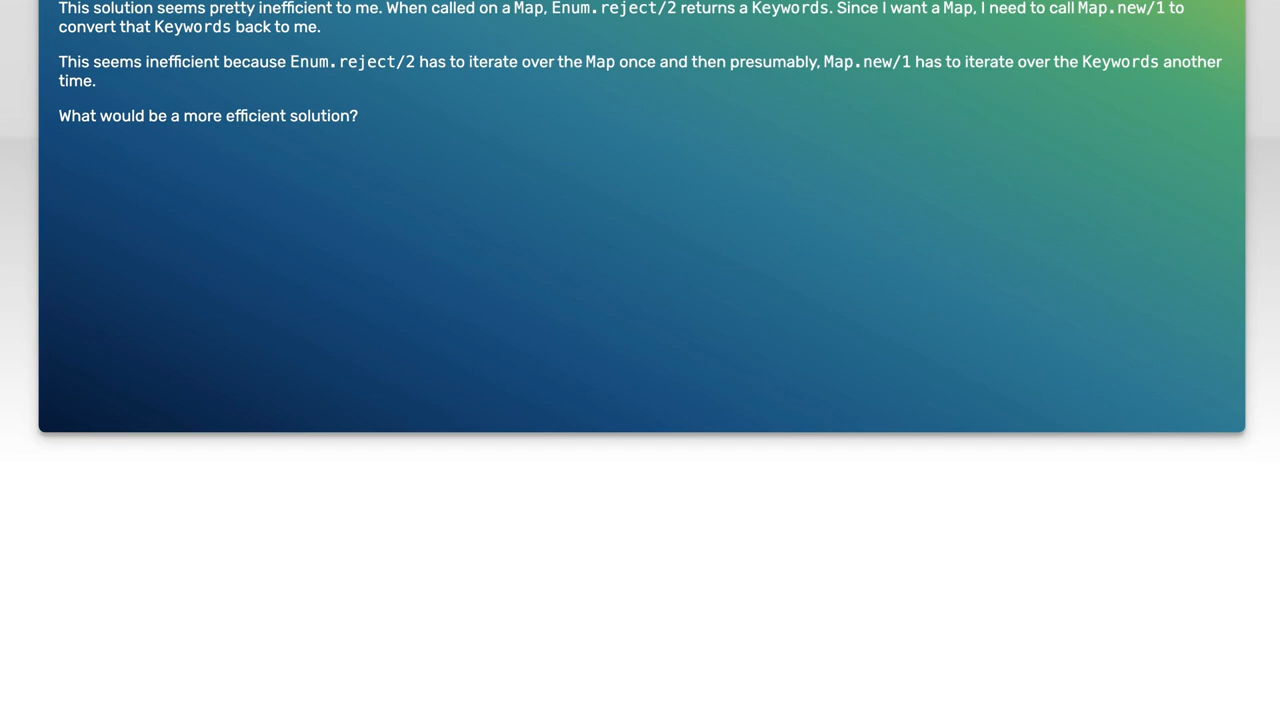 This solution seems pretty inefficient to me. When called on a Map, Enum.reject/2 returns a Keywords. Since I want a Map, I need to call Map.new/1 to
convert that Keywords back to me.
This seems inefficient because Enum.reject/2 has to iterate over the Map once and then presumably, Map.new/1 has to iterate over the Keywords another
time.
What would be a more efficient solution?